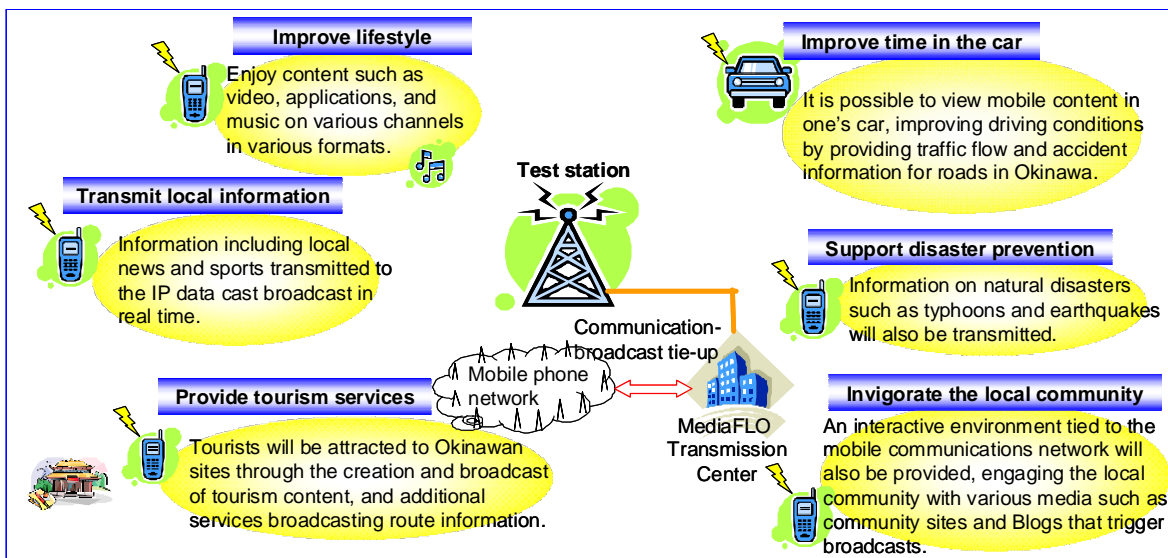 Improve lifestyle
Enjoy content such as
video, applications, and
music on various channels
in various formats.
Transmit local information
Information including local
news and sports transmitted to
the IP data cast broadcast in
real time.
Provide tourism services
Tourists will be attracted to Okinawan
sites through the creation and broadcast
of tourism content, and additional
services broadcasting route information.
Test station
Communication-
broadcast tie-up
Mobile phone
network
MediaFLO
Transmission
Center
Improve time in the car
It is possible to view mobile content in
one's car, improving driving conditions
by providing traffic flow and accident
information for roads in Okinawa.
Support disaster prevention
Information on natural disasters
such as typhoons and earthquakes
will also be transmitted.
Invigorate the local community
An interactive environment tied to the
mobile communications network will
also be provided, engaging the local
community with various media such as
community sites and Blogs that trigger
broadcasts.